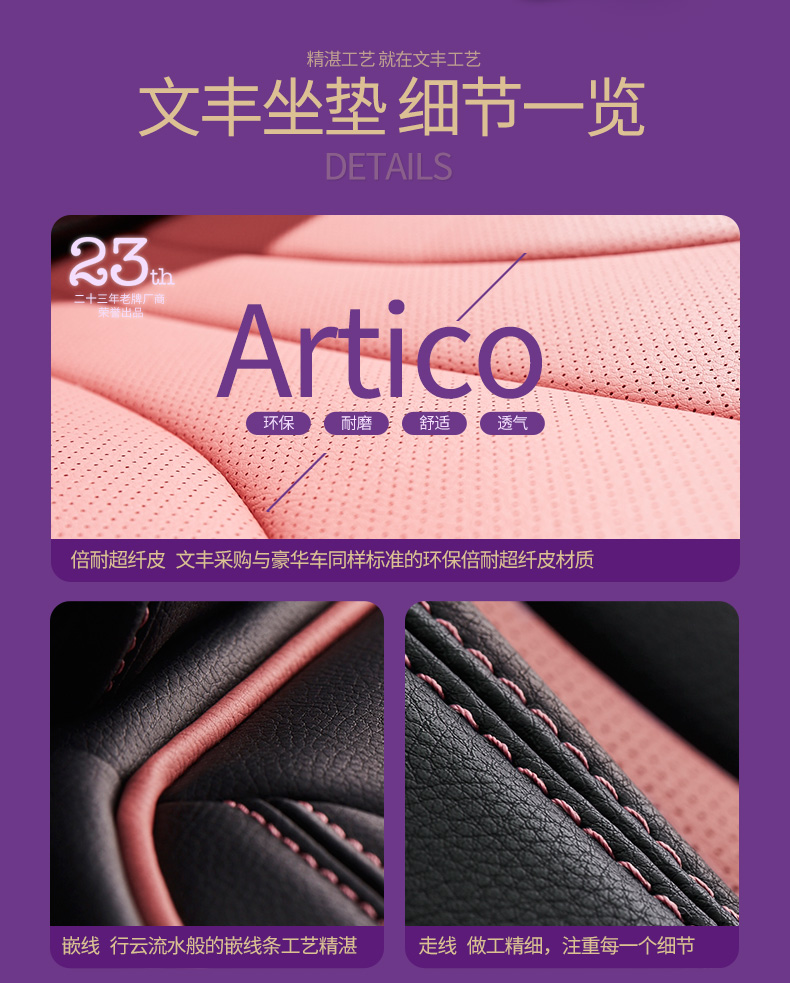 精湛工艺 就在文丰工艺
文丰坐垫 细节一览
DETAILS
23th
二十三年老牌厂商
荣誉出品
Artico
环保 耐磨 舒适 透气
倍耐超纤皮 文丰采购与豪华车同样标准的环保倍耐超纤皮材质
嵌线 行云流水般的嵌线条工艺精湛
走线 做工精细，注重每一个细节